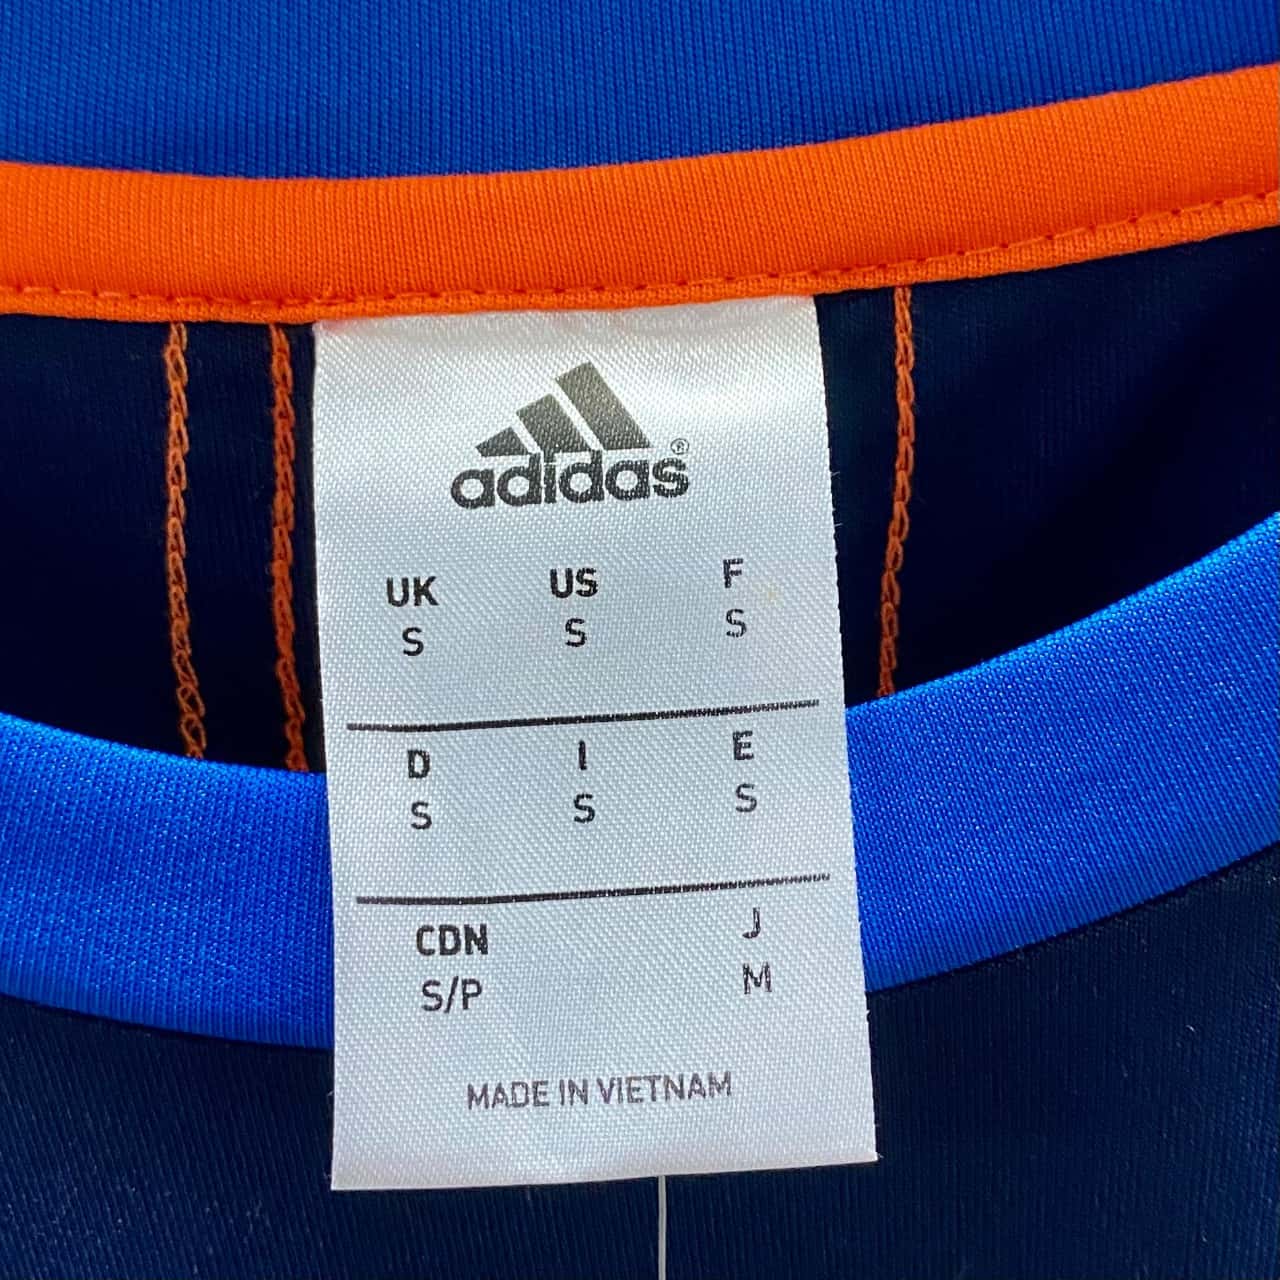 adidas®
UK US F
S S S
D I E
S S S
CDN J
S/P M
MADE IN VIETNAM